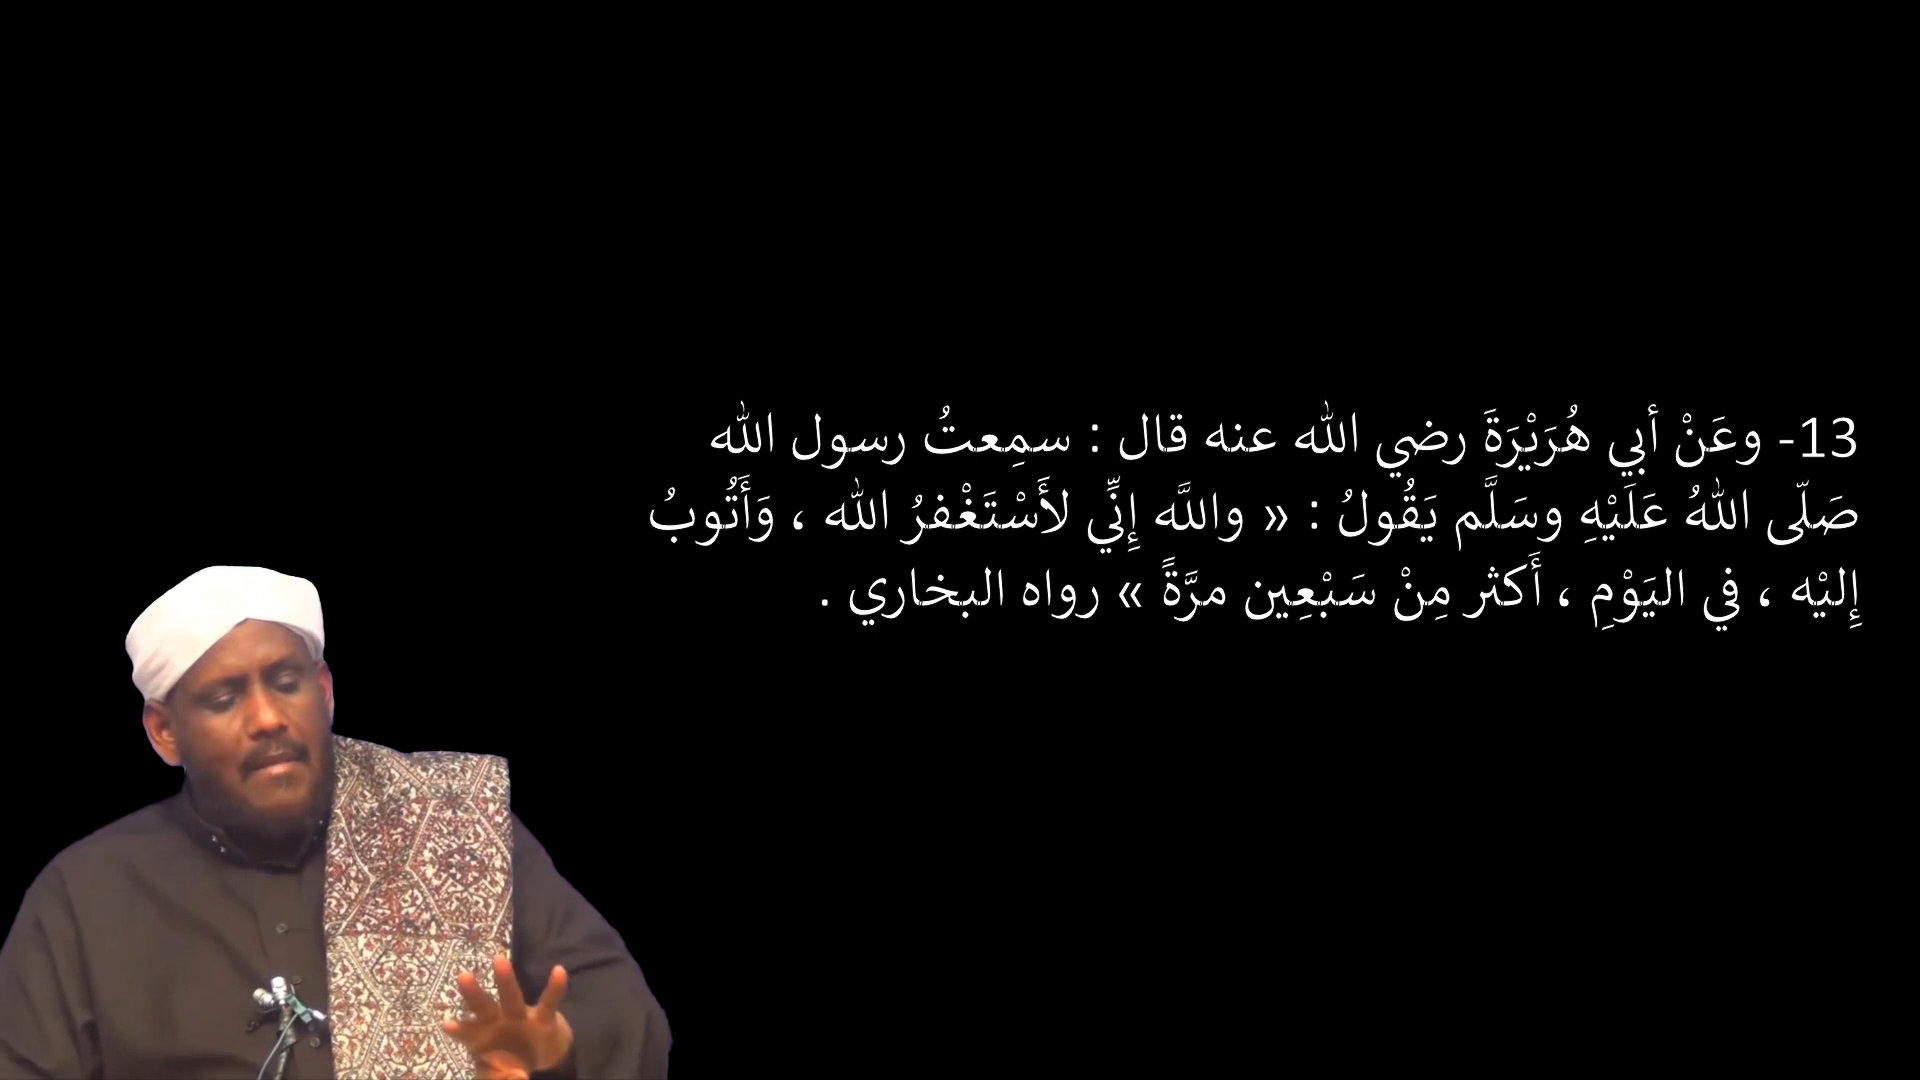 13- وعَنْ أبي هُرَيْرَةَ رضي الله عنه قال : سمِعتُ رسول الله
صَلّى اللهُ عَلَيْهِ وسَلَّم يَقُولُ : « واللَّه إِنِّي لأَسْتَغْفرُ الله ، وَأَتُوبُ
إِليْه ، في اليَوْمِ ، أَكثر مِنْ سَبْعِين مرَّةً » رواه البخاري .